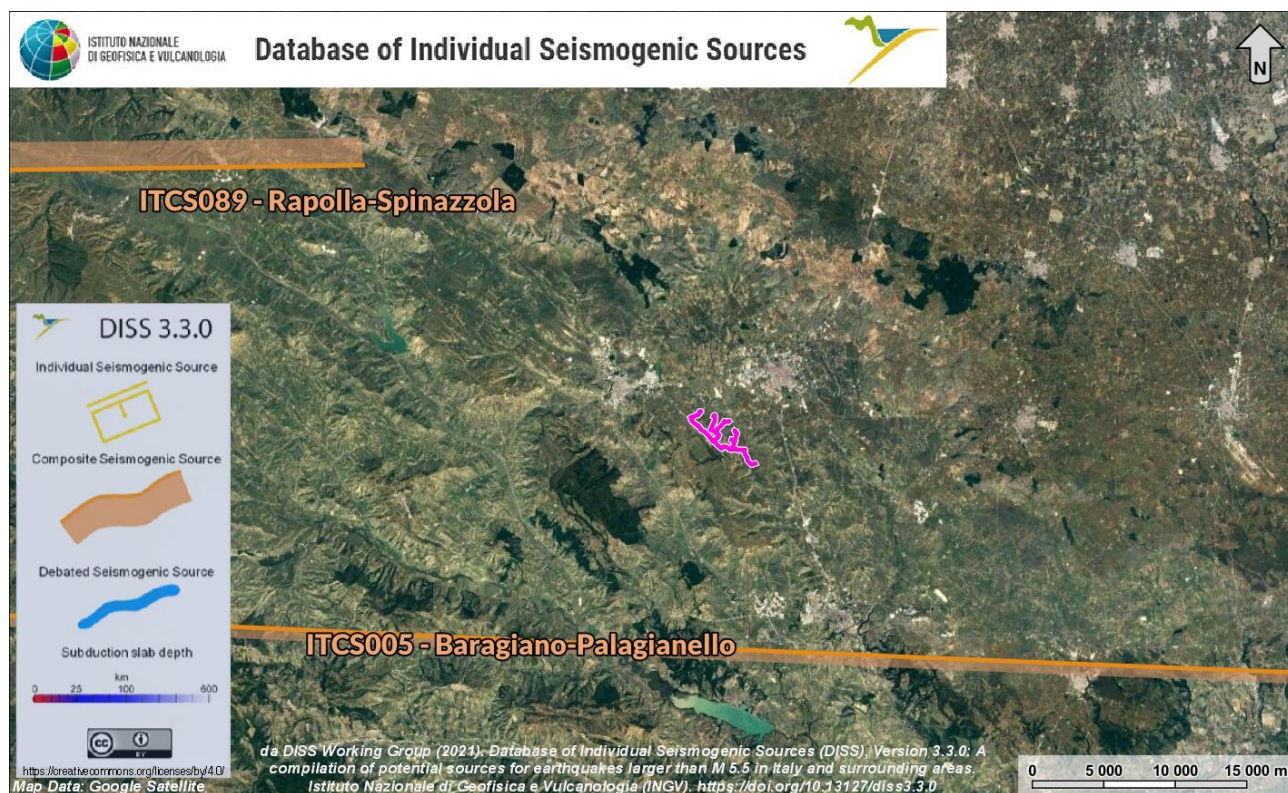 ISTITUTO NAZIONALE
DI GEOFISICA E VULCANOLOGIA
Database of Individual Seismogenic Sources
N
ITCS089 - Rapolla-Spinazzola
DISS 3.3.0
Individual Seismogenic Source
Composite Seismogenic Source
Debated Seismogenic Source
Subduction slab depth
km
0 25 100 600
cc
BY
https://creativecommons.org/licenses/by/4.0/
Map Data: Google Satellite
ITCS005 - Baragiano-Palagianello
da DISS Working Group (2021). Database of Individual Seismogenic Sources (DISS), Version 3.3.0: A
compilation of potential sources for earthquakes larger than M 5.5 in Italy and surrounding areas.
Istituto Nazionale di Geofisica e Vulcanologia (INGV). https://doi.org/10.13127/diss3.3.0
0 5 000 10 000 15 000 m